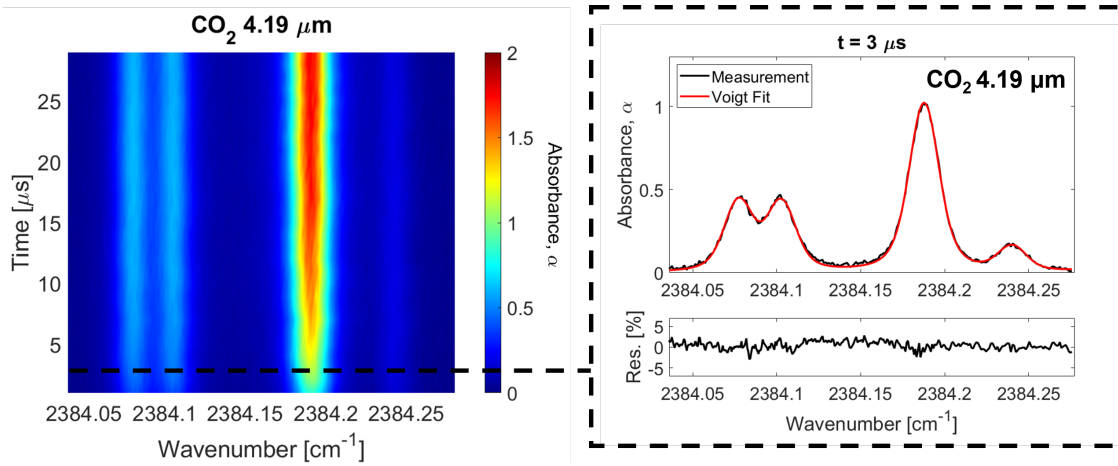 CO₂ 4.19 μm
Time [μs]
25
20
15
10
5
2384.05 2384.1 2384.15 2384.2 2384.25
Wavenumber [cm⁻¹]
2
1.5
1
0.5
0
Absorbance, α
t = 3 μs
Measurement
Voigt Fit
CO₂ 4.19 μm
Absorbance, α
1
0.5
0
2384.05 2384.1 2384.15 2384.2 2384.25
Res. [%]
5
0
-5
2384.05 2384.1 2384.15 2384.2 2384.25
Wavenumber [cm⁻¹]